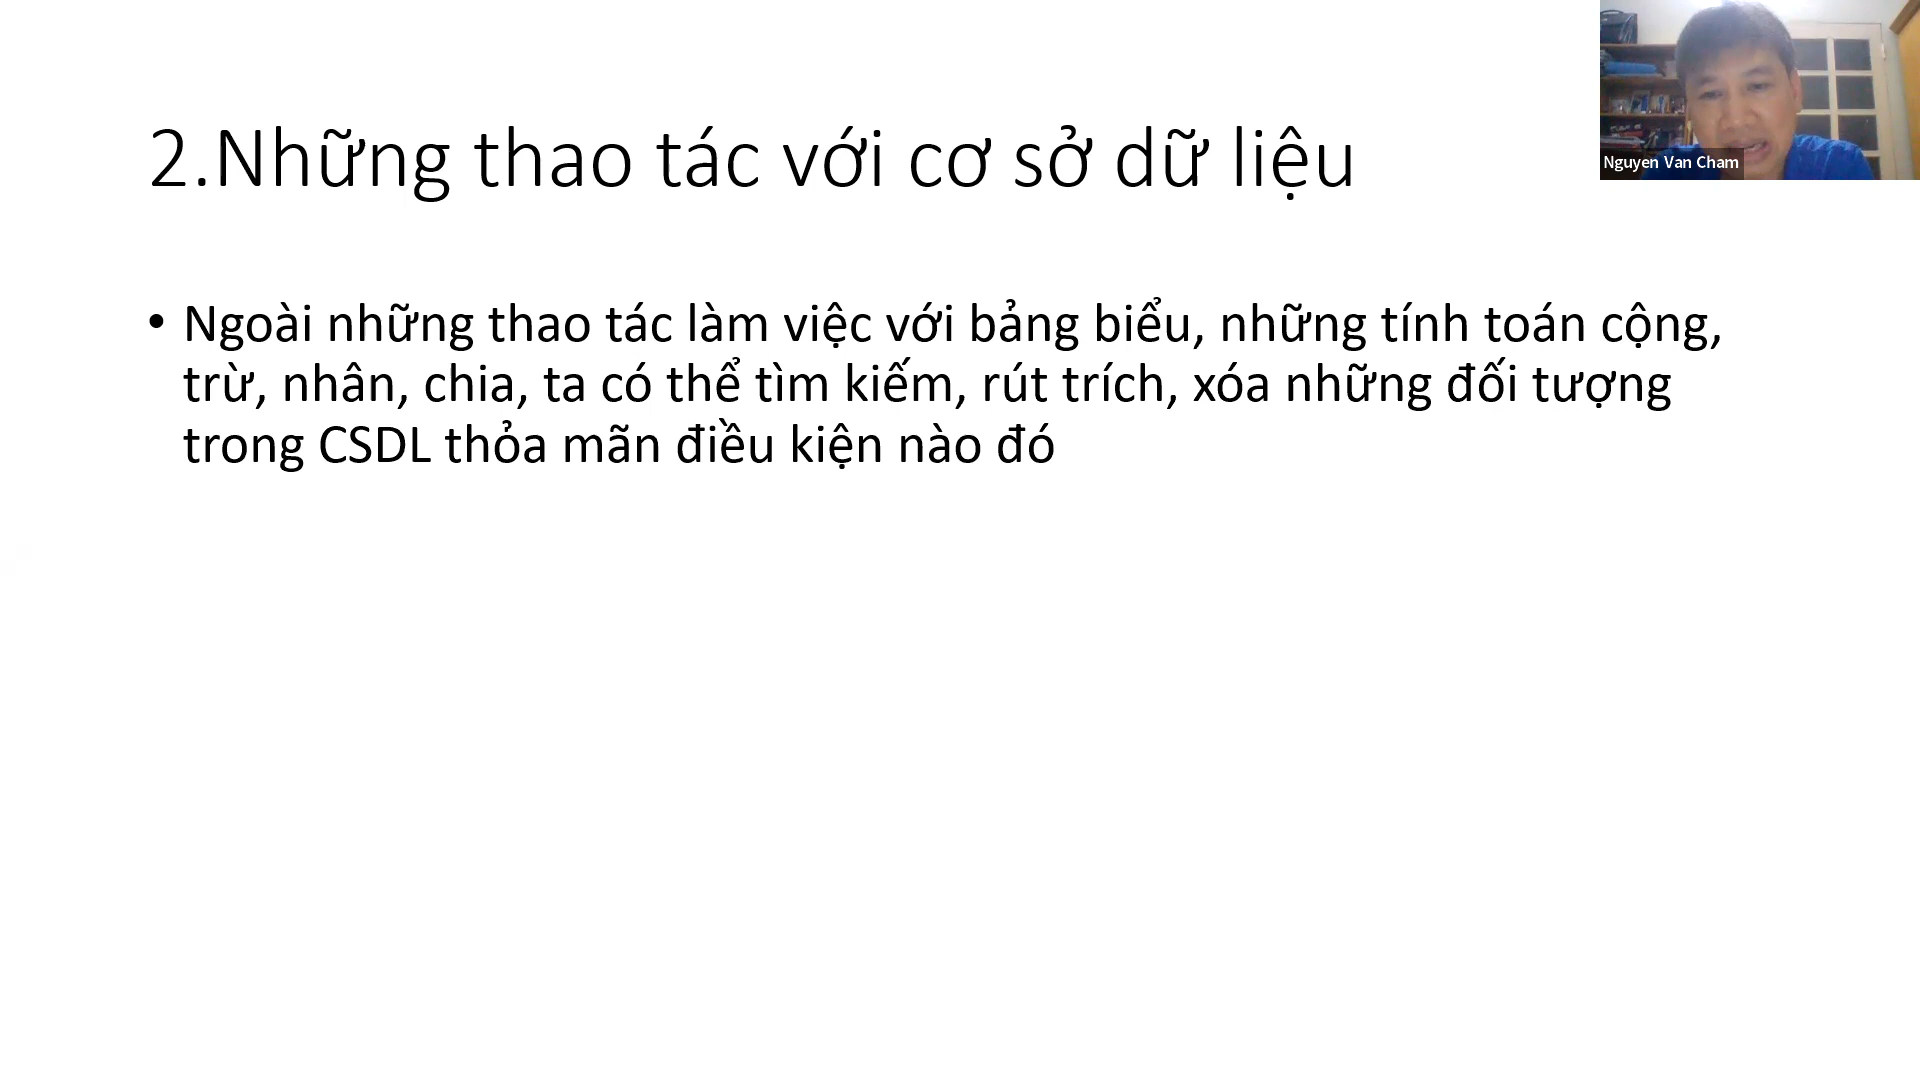 2.Những thao tác với cơ sở dữ liệu
Nguyen Van Cham
• Ngoài những thao tác làm việc với bảng biểu, những tính toán cộng,
trừ, nhân, chia, ta có thể tìm kiếm, rút trích, xóa những đối tượng
trong CSDL thỏa mãn điều kiện nào đó